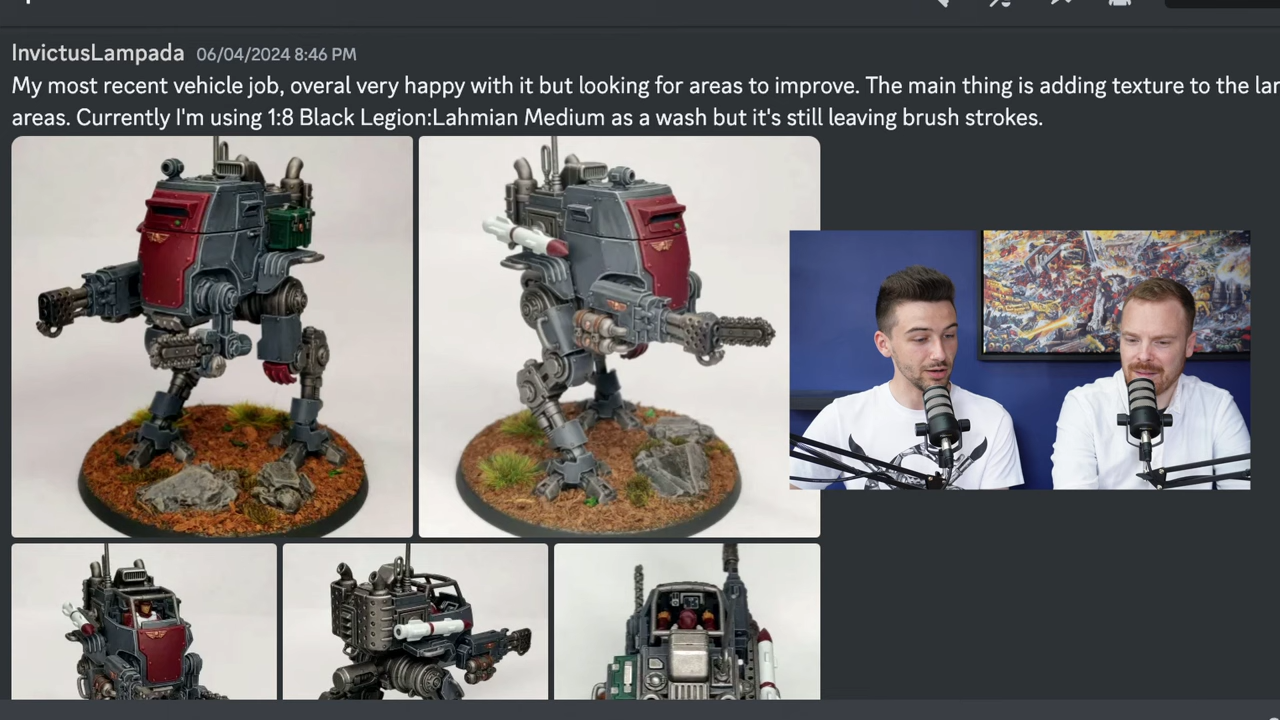 InvictusLampada 06/04/2024 8:46 PM
My most recent vehicle job, overal very happy with it but looking for areas to improve. The main thing is adding texture to the
areas. Currently I'm using 1:8 Black Legion:Lahmian Medium as a wash but it's still leaving brush strokes.